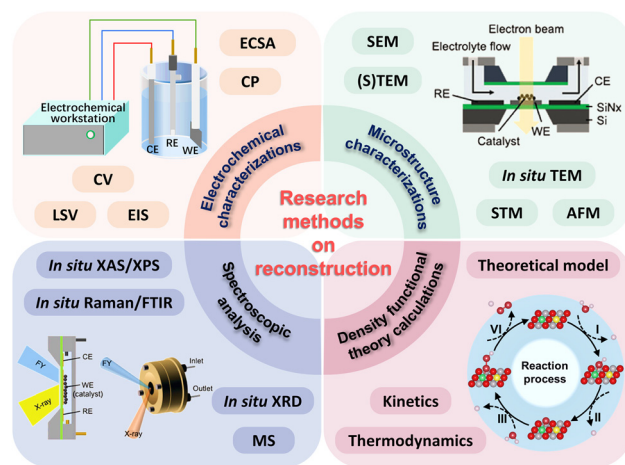 ECSA
CP
Electrochemical
workstation
CE
RE
WE
CV
LSV
EIS
Electrochemical
characterizations
SEM
(S)TEM
Electron beam
Electrolyte flow
CE
RE
SiNx
Si
WE
Catalyst
In situ TEM
STM
AFM
Microstructure
characterizations
Research
methods
on
reconstruction
In situ XAS/XPS
In situ Raman/FTIR
Spectroscopic
analysis
FY
CE
WE
(catalyst)
X-ray
RE
FY
Inlet
Outlet
X-ray
In situ XRD
MS
Density functional
theory calculations
Theoretical model
VI
I
Reaction
process
III
II
Kinetics
Thermodynamics